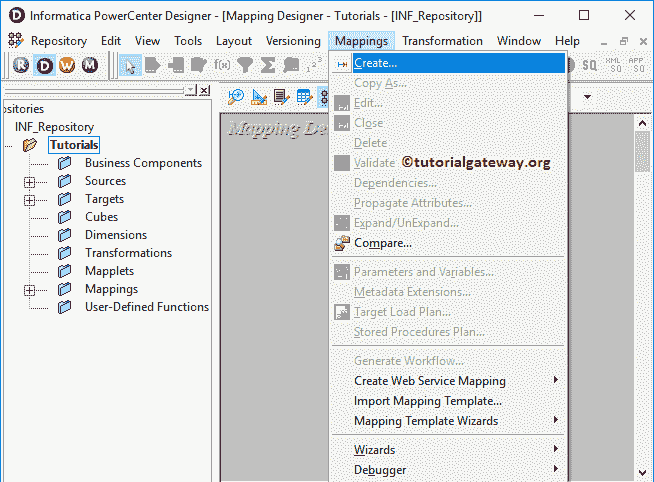 Informatica PowerCenter Designer - [Mapping Designer - Tutorials - [INF_Repository]]
Repository Edit View Tools Layout Versioning Mappings Transformation Window Help
R D W M f(x) Σ 123 SQ XML SQ APP SQ
ositories
INF_Repository
Tutorials
Business Components
Sources
Targets
Cubes
Dimensions
Transformations
Mapplets
Mappings
User-Defined Functions
Mapping De
Create...
Copy As...
Edit...
Close
Delete
Validate ©tutorialgateway.org
Dependencies...
Propagate Attributes...
Expand/UnExpand...
Compare...
Parameters and Variables...
Metadata Extensions...
Target Load Plan...
Stored Procedures Plan...
Generate Workflow...
Create Web Service Mapping
Import Mapping Template...
Mapping Template Wizards
Wizards
Debugger